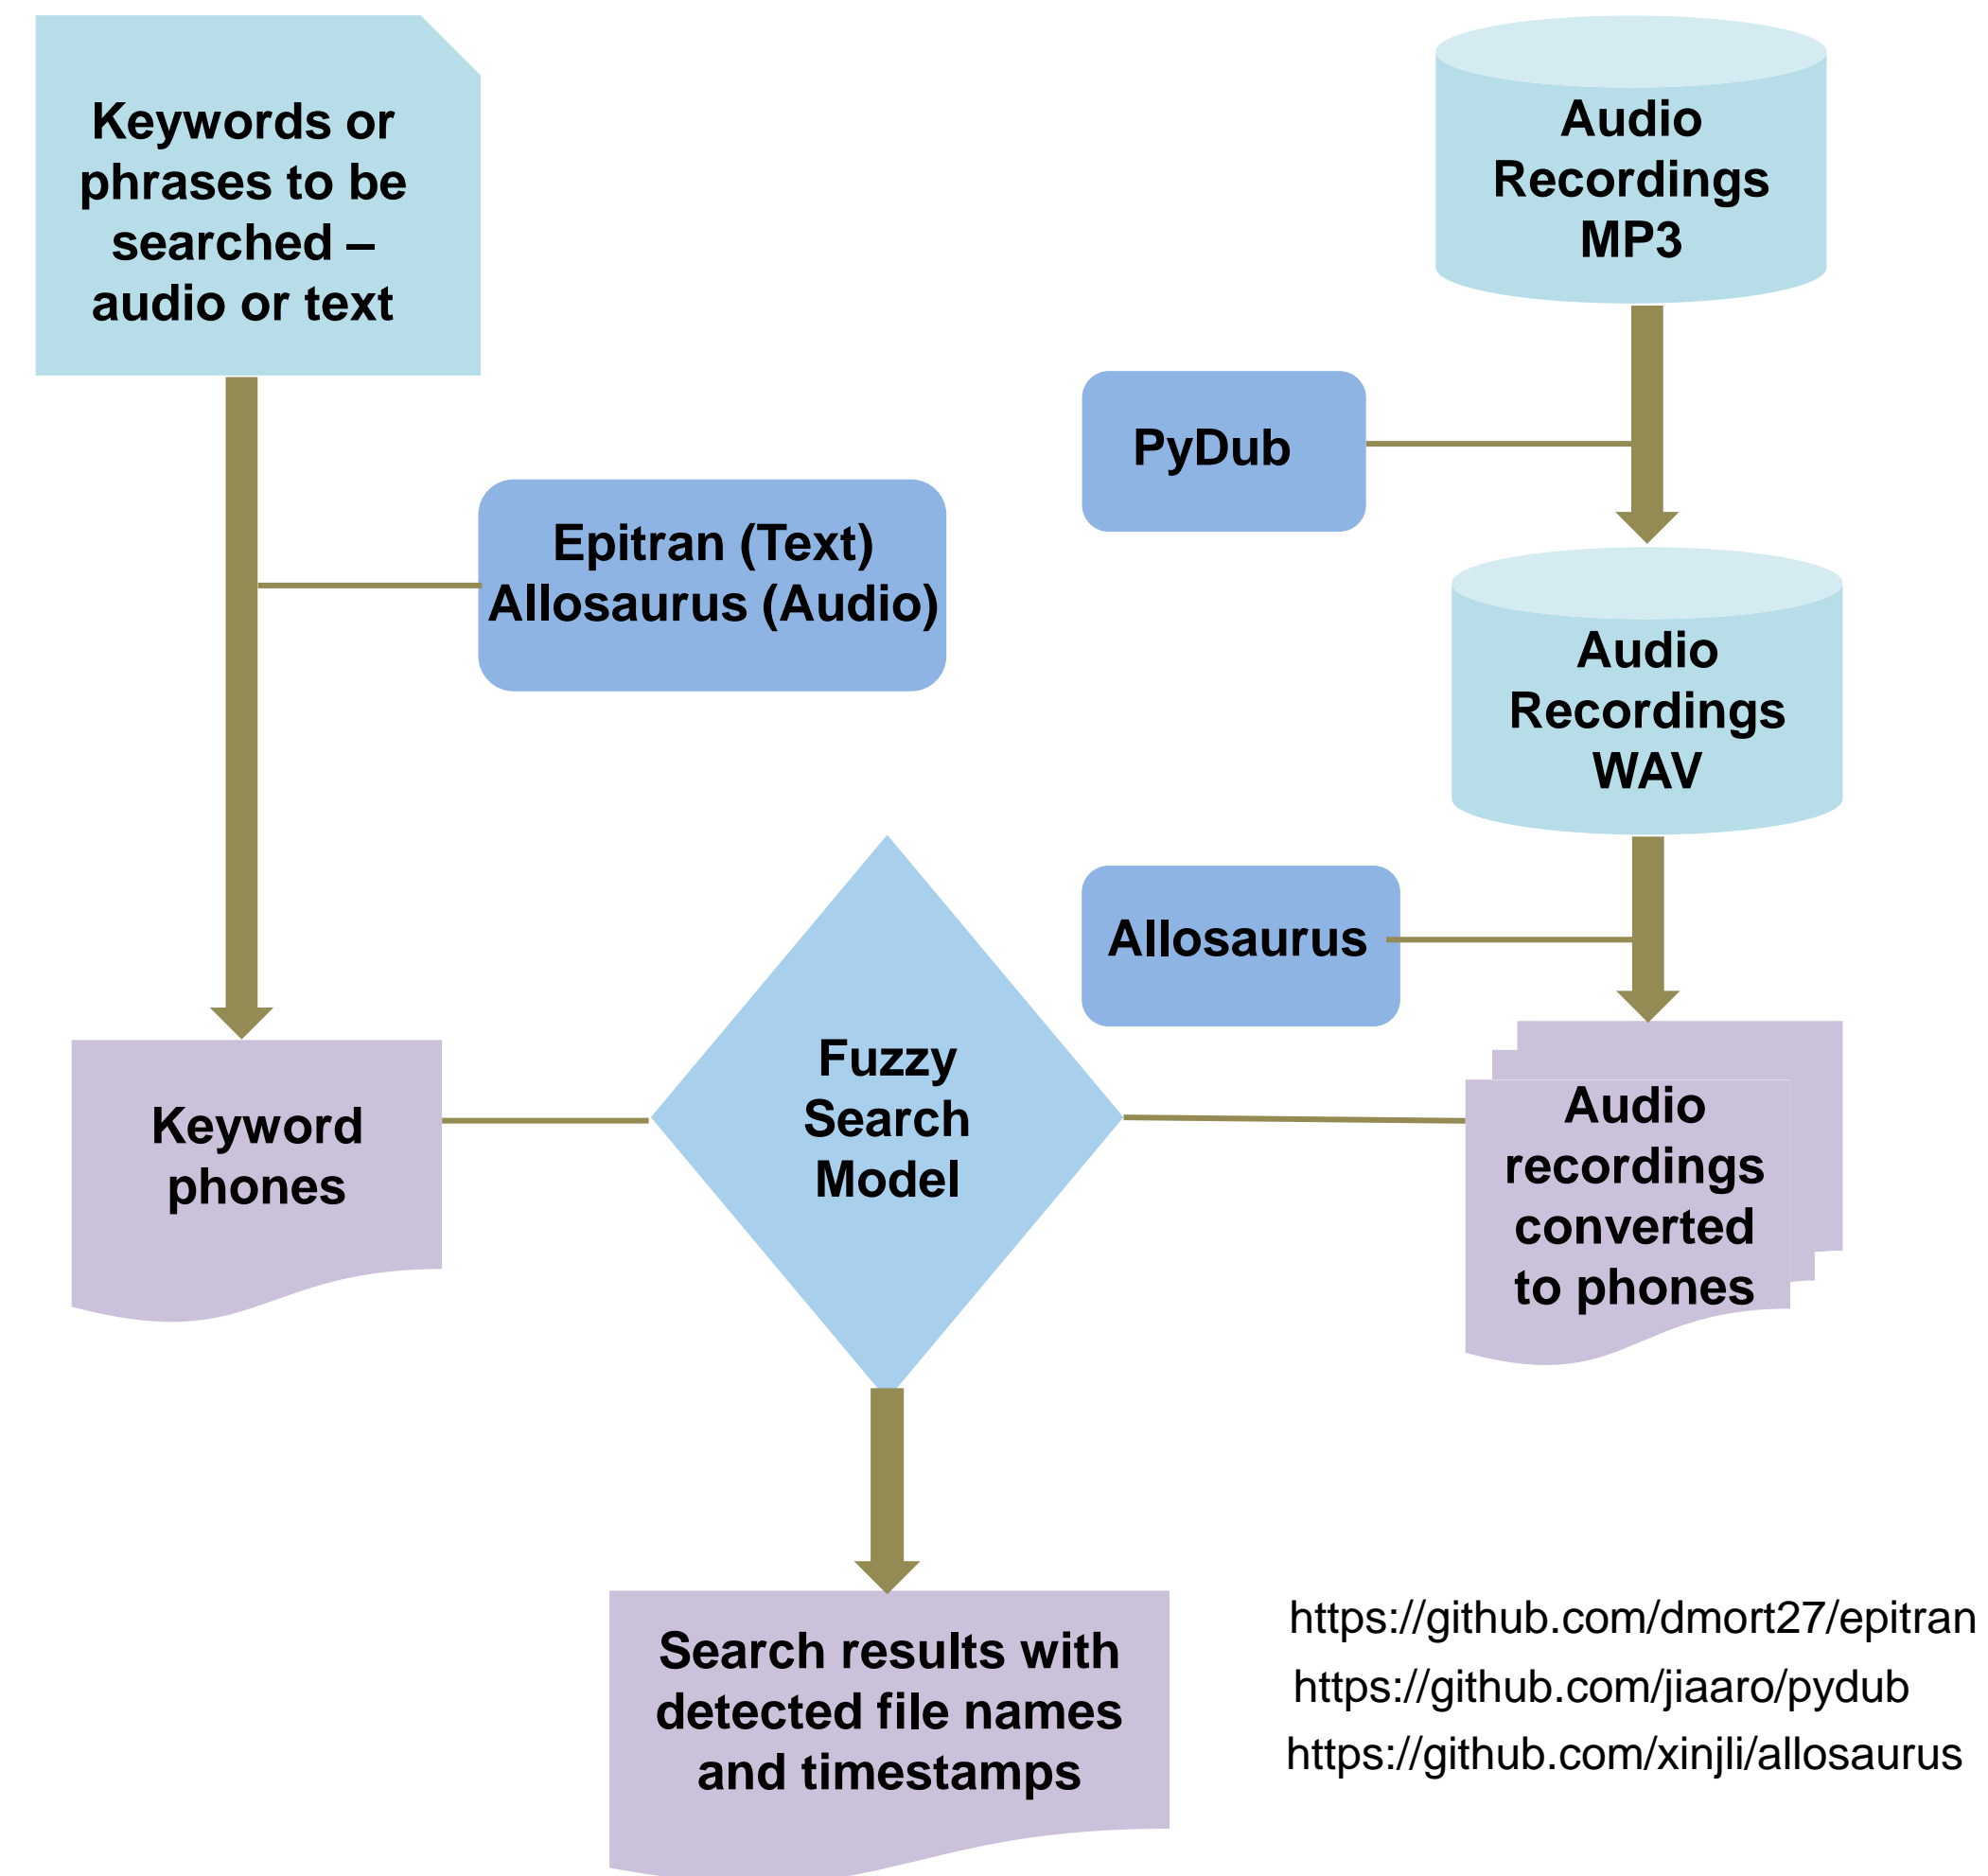 Keywords or
phrases to be
searched –
audio or text
Audio
Recordings
MP3
PyDub
Epitran (Text)
Allosaurus (Audio)
Audio
Recordings
WAV
Allosaurus
Keyword
phones
Fuzzy
Search
Model
Audio
recordings
converted
to phones
Search results with
detected file names
and timestamps
https://github.com/dmort27/epitran
https://github.com/jiaaro/pydub
https://github.com/xinjli/allosaurus